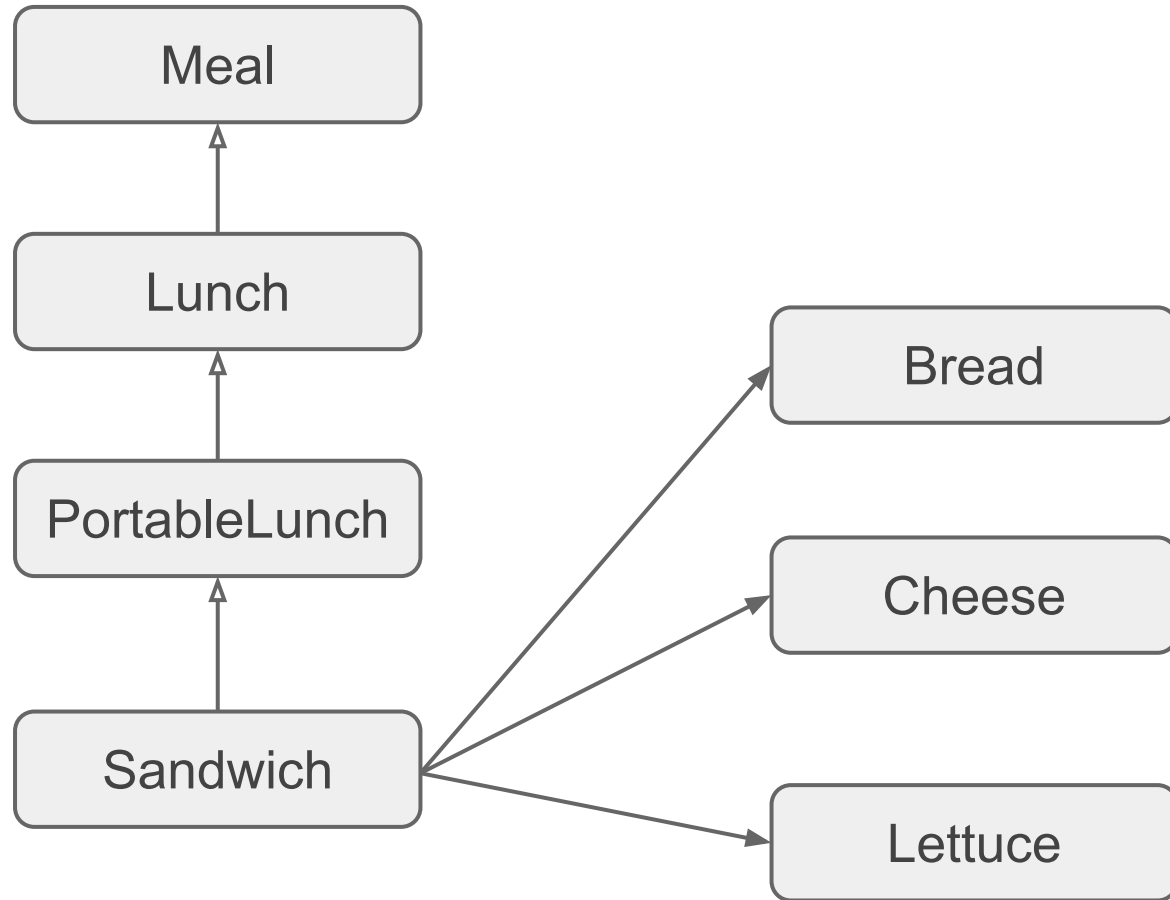 Meal
Lunch
PortableLunch
Sandwich
Bread
Cheese
Lettuce